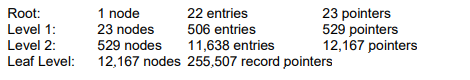 Root: 1 node 22 entries 23 pointers
Level 1: 23 nodes 506 entries 529 pointers
Level 2: 529 nodes 11,638 entries 12,167 pointers
Leaf Level: 12,167 nodes 255,507 record pointers